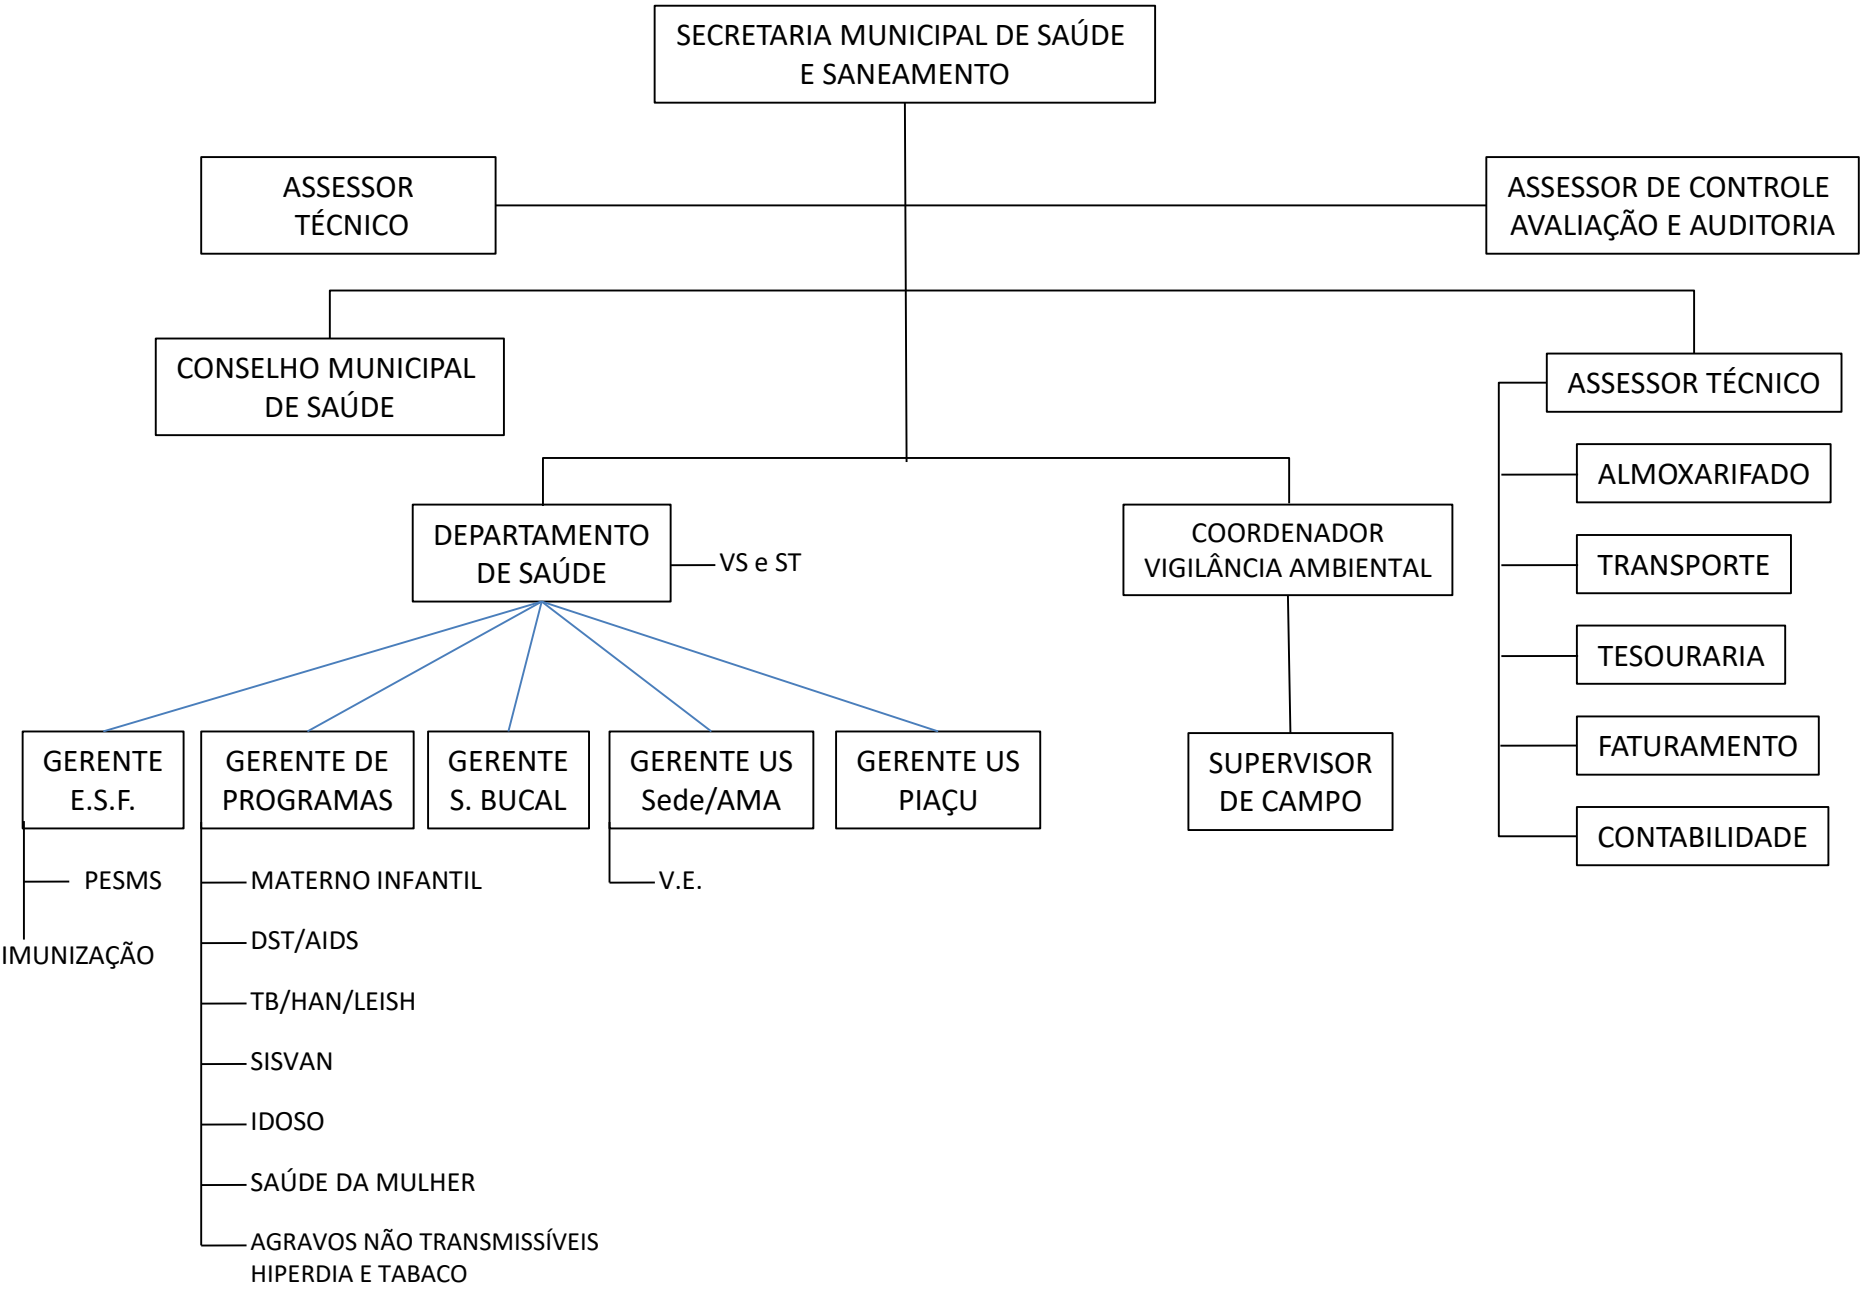 SECRETARIA MUNICIPAL DE SAÚDE
E SANEAMENTO
ASSESSOR
TÉCNICO
ASSESSOR DE CONTROLE
AVALIAÇÃO E AUDITORIA
CONSELHO MUNICIPAL
DE SAÚDE
ASSESSOR TÉCNICO
ALMOXARIFADO
TRANSPORTE
TESOURARIA
FATURAMENTO
CONTABILIDADE
DEPARTAMENTO
DE SAÚDE
VS e ST
COORDENADOR
VIGILÂNCIA AMBIENTAL
SUPERVISOR
DE CAMPO
GERENTE
E.S.F.
PESMS
IMUNIZAÇÃO
GERENTE DE
PROGRAMAS
MATERNO INFANTIL
DST/AIDS
TB/HAN/LEISH
SISVAN
IDOSO
SAÚDE DA MULHER
AGRAVOS NÃO TRANSMISSÍVEIS
HIPERDIA E TABACO
GERENTE
S. BUCAL
GERENTE US
Sede/AMA
V.E.
GERENTE US
PIAÇU